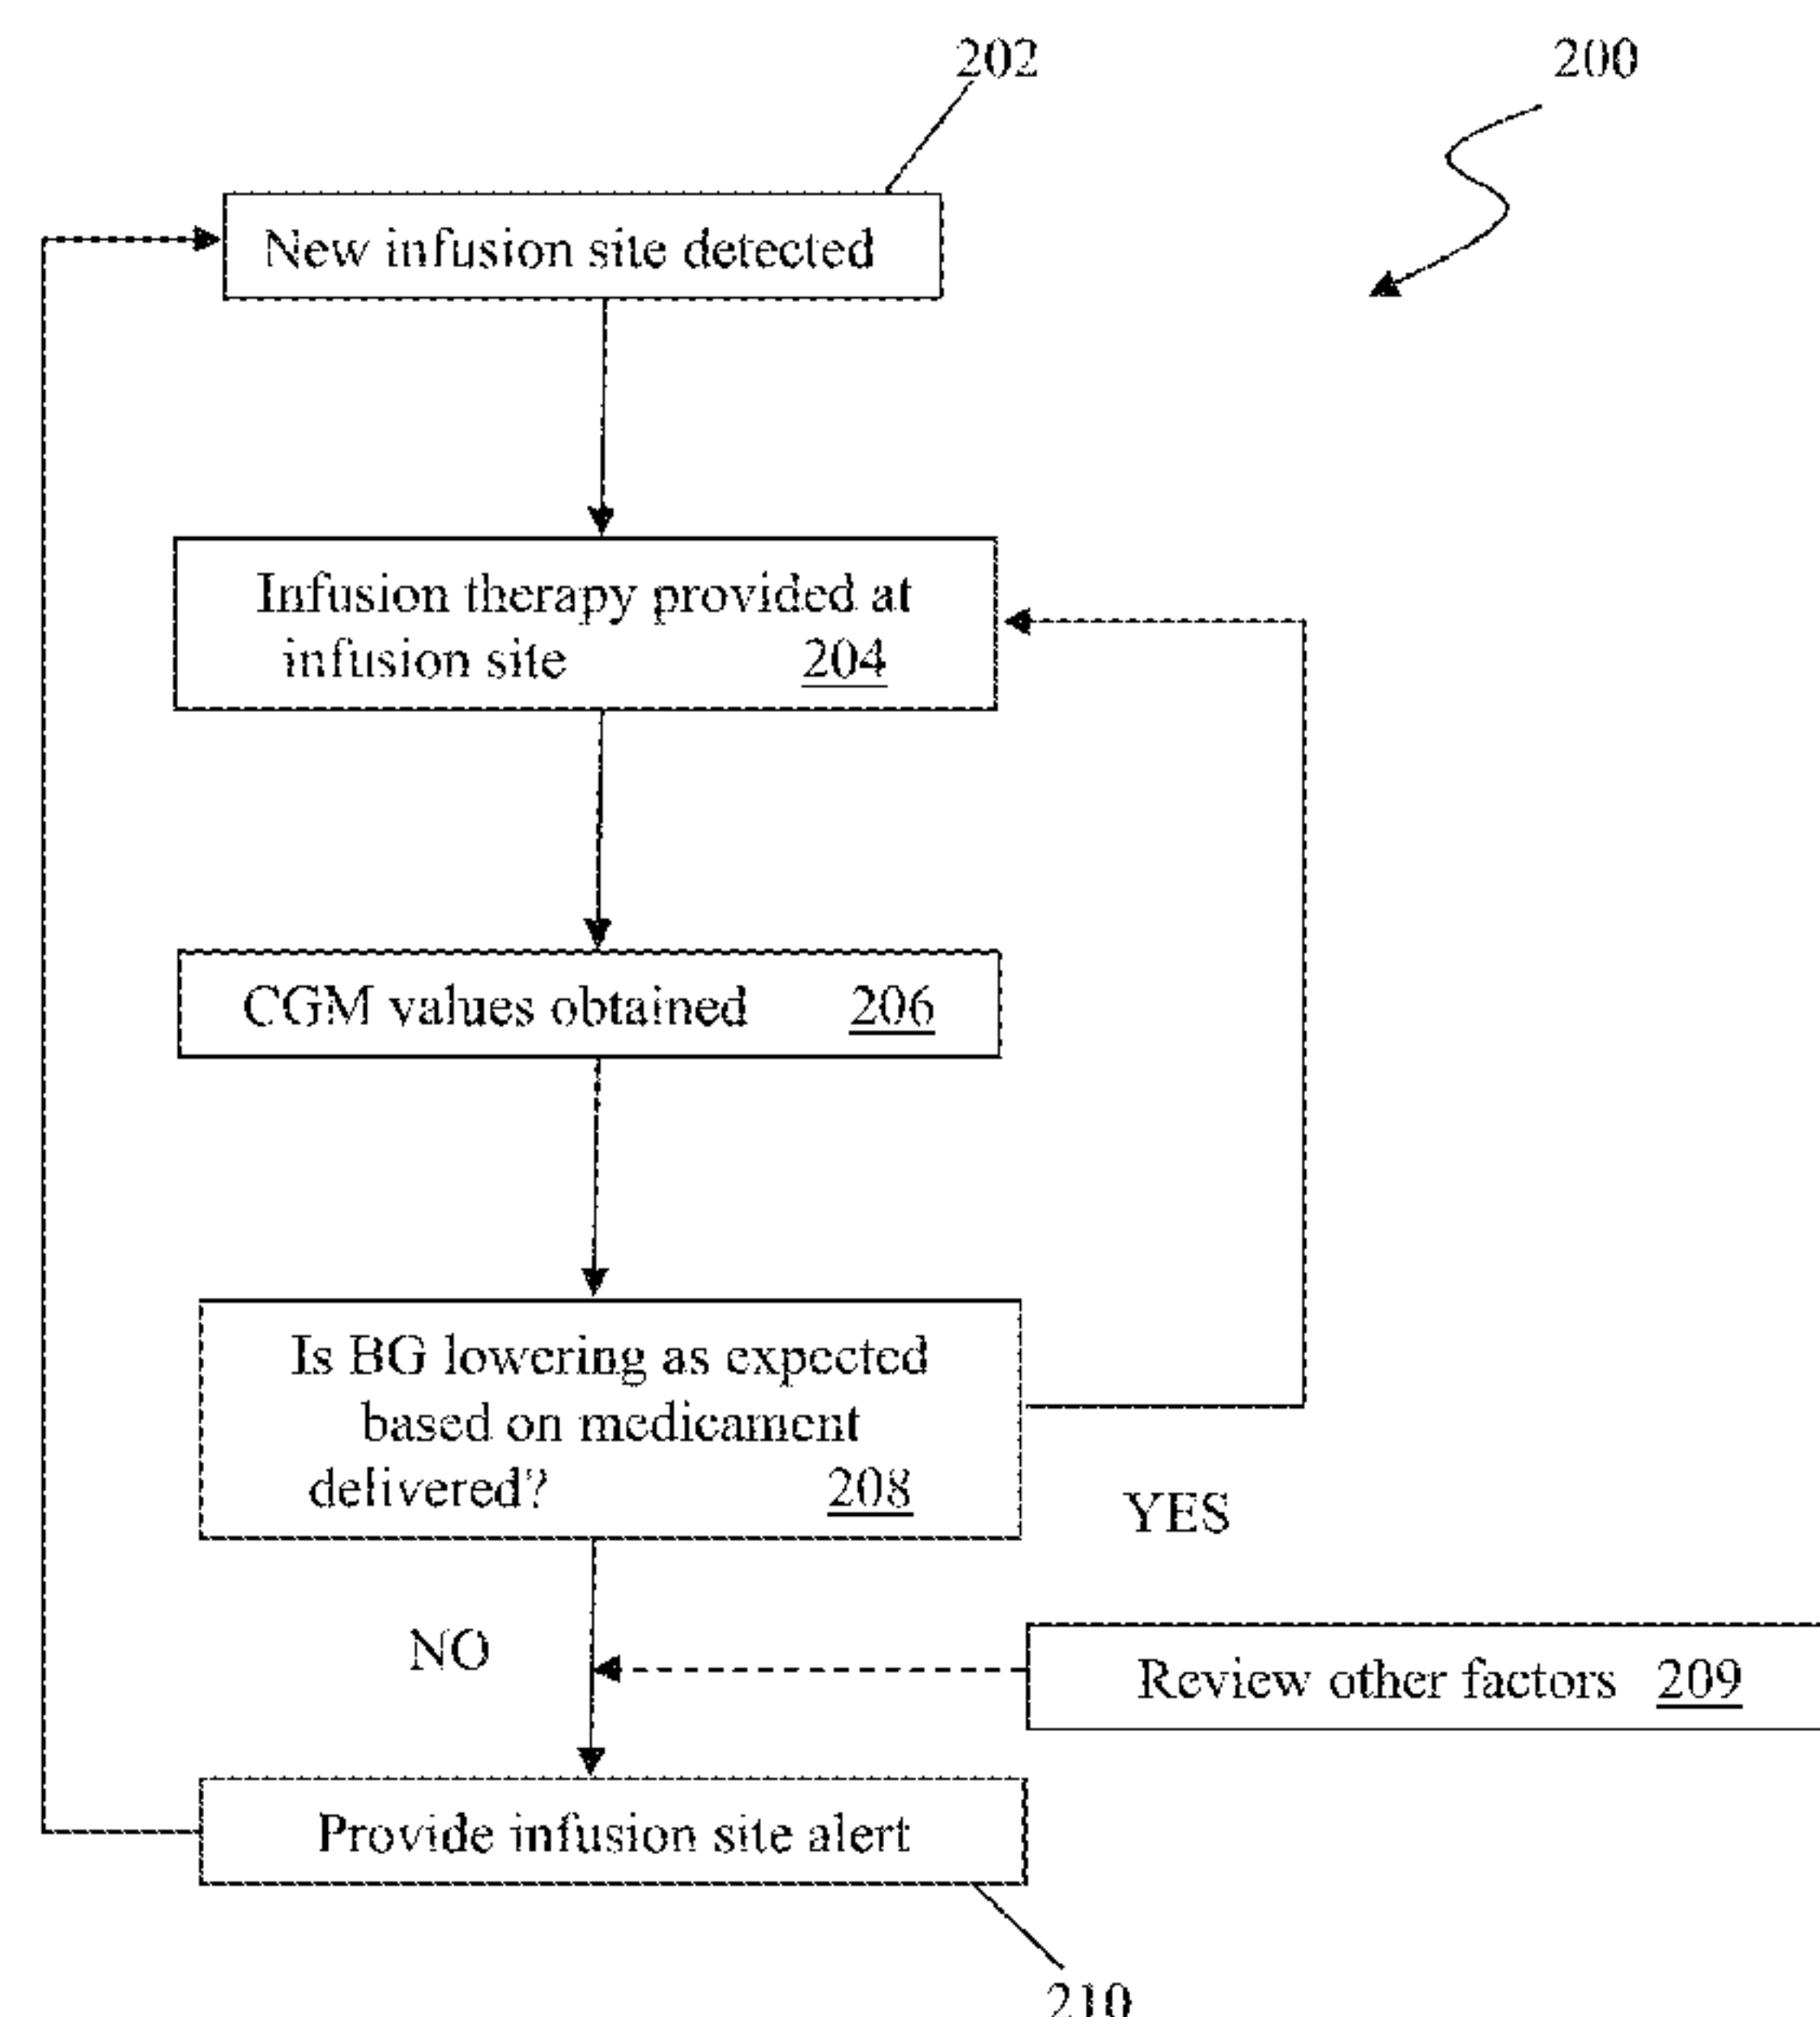 202
200
New infusion site detected
Infusion therapy provided at
infusion site 204
CGM values obtained 206
Is BG lowering as expected
based on medicament
delivered? 208
YES
NO
Review other factors 209
Provide infusion site alert
210